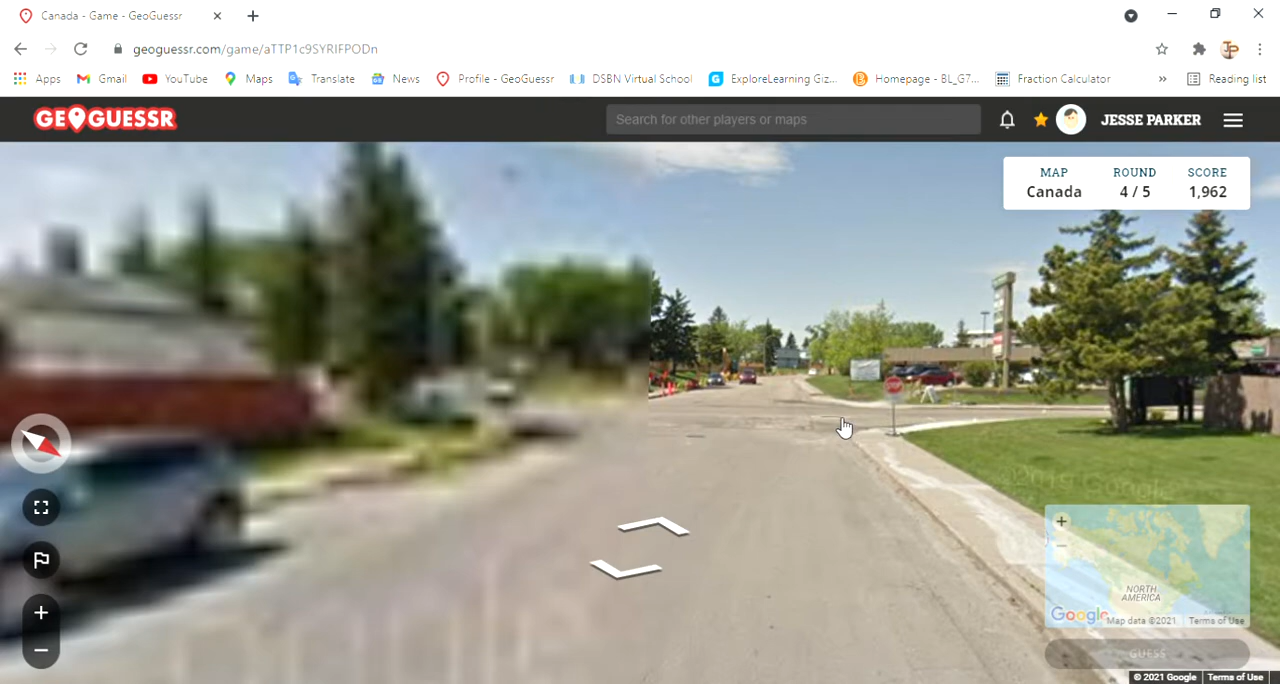 Canada - Game - GeoGuessr
geoguessr.com/game/aTTP1c9SYRIFPODn
Apps Gmail YouTube Maps Translate News Profile - GeoGuessr DSBN Virtual School ExploreLearning Giz... Homepage - BL_G7... Fraction Calculator » Reading list
GEOGUESSR Search for other players or maps JESSE PARKER
MAP ROUND SCORE
Canada 4 / 5 1,962
NORTH
AMERICA
Google Map data ©2021 Terms of Use
GUESS
© 2021 Google Terms of Use